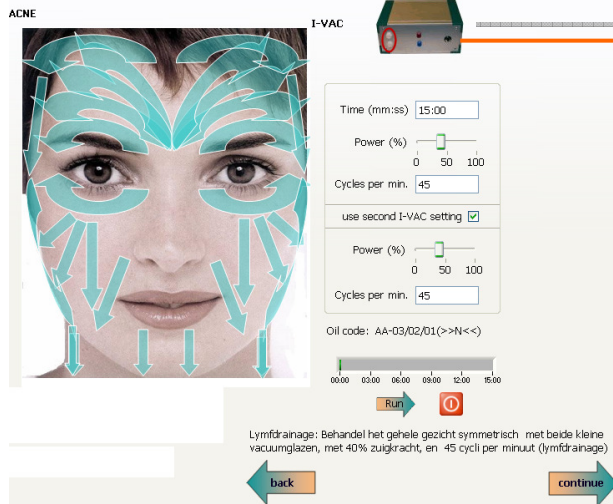 ACNE
I-VAC
Time (mm:ss) 15:00
Power (%)
0 50 100
Cycles per min. 45
use second I-VAC setting
Power (%)
0 50 100
Cycles per min. 45
Oil code: AA-03/02/01(>>N<<)
00:00 03:00 06:00 09:00 12:00 15:00
Run
Lymfdrainage: Behandel het gehele gezicht symmetrisch met beide kleine
vacuumglazen, met 40% zuigkracht, en 45 cycli per minuut (lymfdrainage)
back
continue